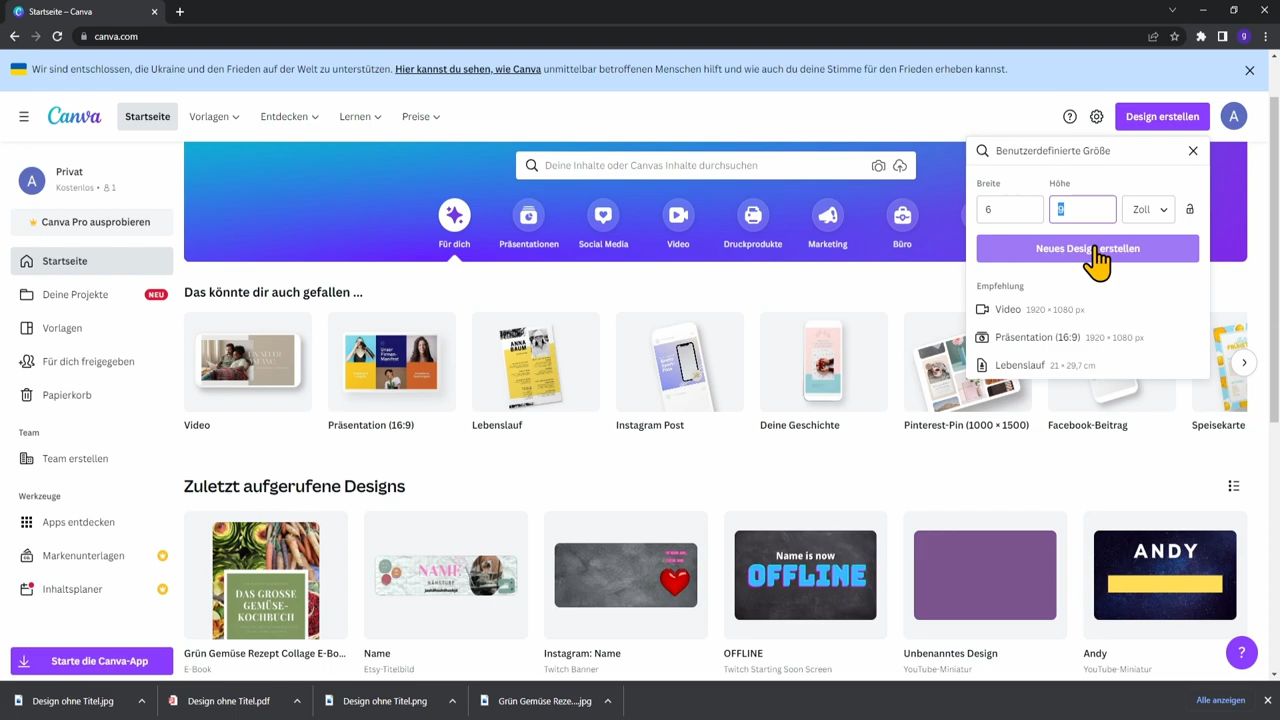 Startseite – Canva
canva.com
g
Wir sind entschlossen, die Ukraine und den Frieden auf der Welt zu unterstützen. Hier kannst du sehen, wie Canva unmittelbar betroffenen Menschen hilft und wie auch du deine Stimme für den Frieden erheben kannst.
Canva
Startseite
Vorlagen
Entdecken
Lernen
Preise
Design erstellen
A
A
Privat
Kostenlos • 1
Canva Pro ausprobieren
Startseite
Deine Projekte
NEU
Vorlagen
Für dich freigegeben
Papierkorb
Team
Team erstellen
Werkzeuge
Apps entdecken
Markenunterlagen
Inhaltsplaner
Starte die Canva-App
Deine Inhalte oder Canvas Inhalte durchsuchen
Für dich
Präsentationen
Social Media
Video
Druckprodukte
Marketing
Büro
Benutzerdefinierte Größe
Breite
Höhe
6
9
Zoll
Neues Design erstellen
Empfehlung
Video 1920 × 1080 px
Präsentation (16:9) 1920 × 1080 px
Lebenslauf 21 × 29,7 cm
Das könnte dir auch gefallen ...
ANNA
BAUM
Video
Präsentation (16:9)
Lebenslauf
Instagram Post
Deine Geschichte
Pinterest-Pin (1000 × 1500)
Facebook-Beitrag
Speisekarte
Zuletzt aufgerufene Designs
DAS GROSSE
GEMÜSE-
KOCHBUCH
NAME
NÄHSTUBE
Name is now
OFFLINE
ANDY
Grün Gemüse Rezept Collage E-Bo...
E-Book
Name
Etsy-Titelbild
Instagram: Name
Twitch Banner
OFFLINE
Twitch Starting Soon Screen
Unbenanntes Design
YouTube-Miniatur
Andy
YouTube-Miniatur
?
Design ohne Titel.jpg
Design ohne Titel.pdf
Design ohne Titel.png
Grün Gemüse Reze....jpg
Alle anzeigen